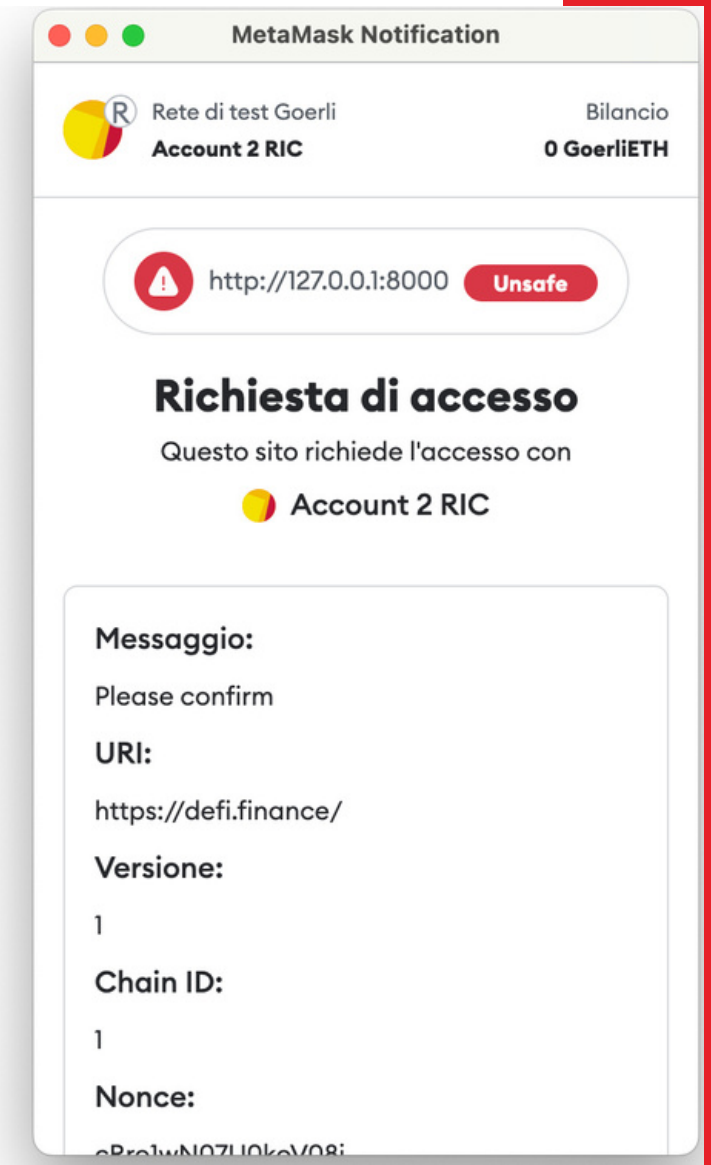 MetaMask Notification
R
Rete di test Goerli
Bilancio
Account 2 RIC
0 GoerliETH
http://127.0.0.1:8000
Unsafe
Richiesta di accesso
Questo sito richiede l'accesso con
Account 2 RIC
Messaggio:
Please confirm
URI:
https://defi.finance/
Versione:
1
Chain ID:
1
Nonce: